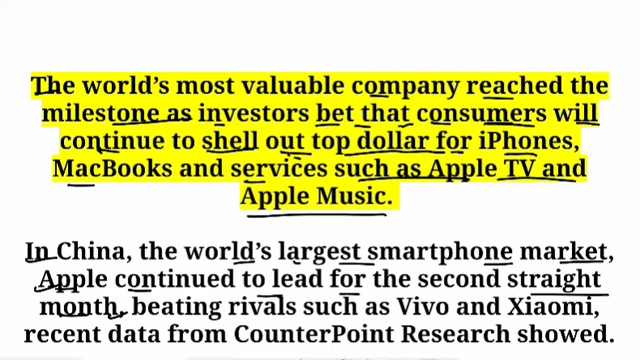 The world's most valuable company reached the
milestone as investors bet that consumers will
continue to shell out top dollar for iPhones,
MacBooks and services such as Apple TV and
Apple Music.
In China, the world's largest smartphone market,
Apple continued to lead for the second straight
month, beating rivals such as Vivo and Xiaomi,
recent data from CounterPoint Research showed.